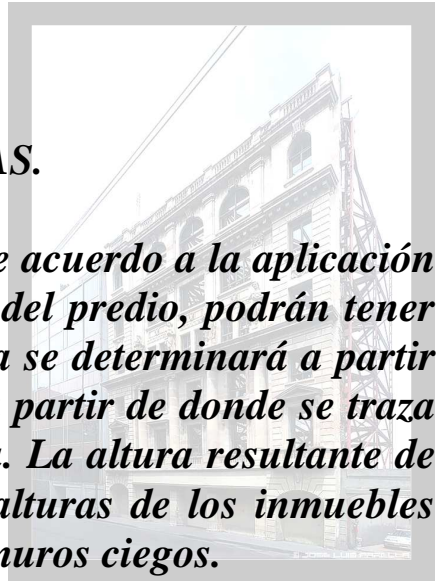 AS.
e acuerdo a la aplicación
del predio, podrán tener
a se determinará a partir
partir de donde se traza
a. La altura resultante de
alturas de los inmuebles
nuros ciegos.